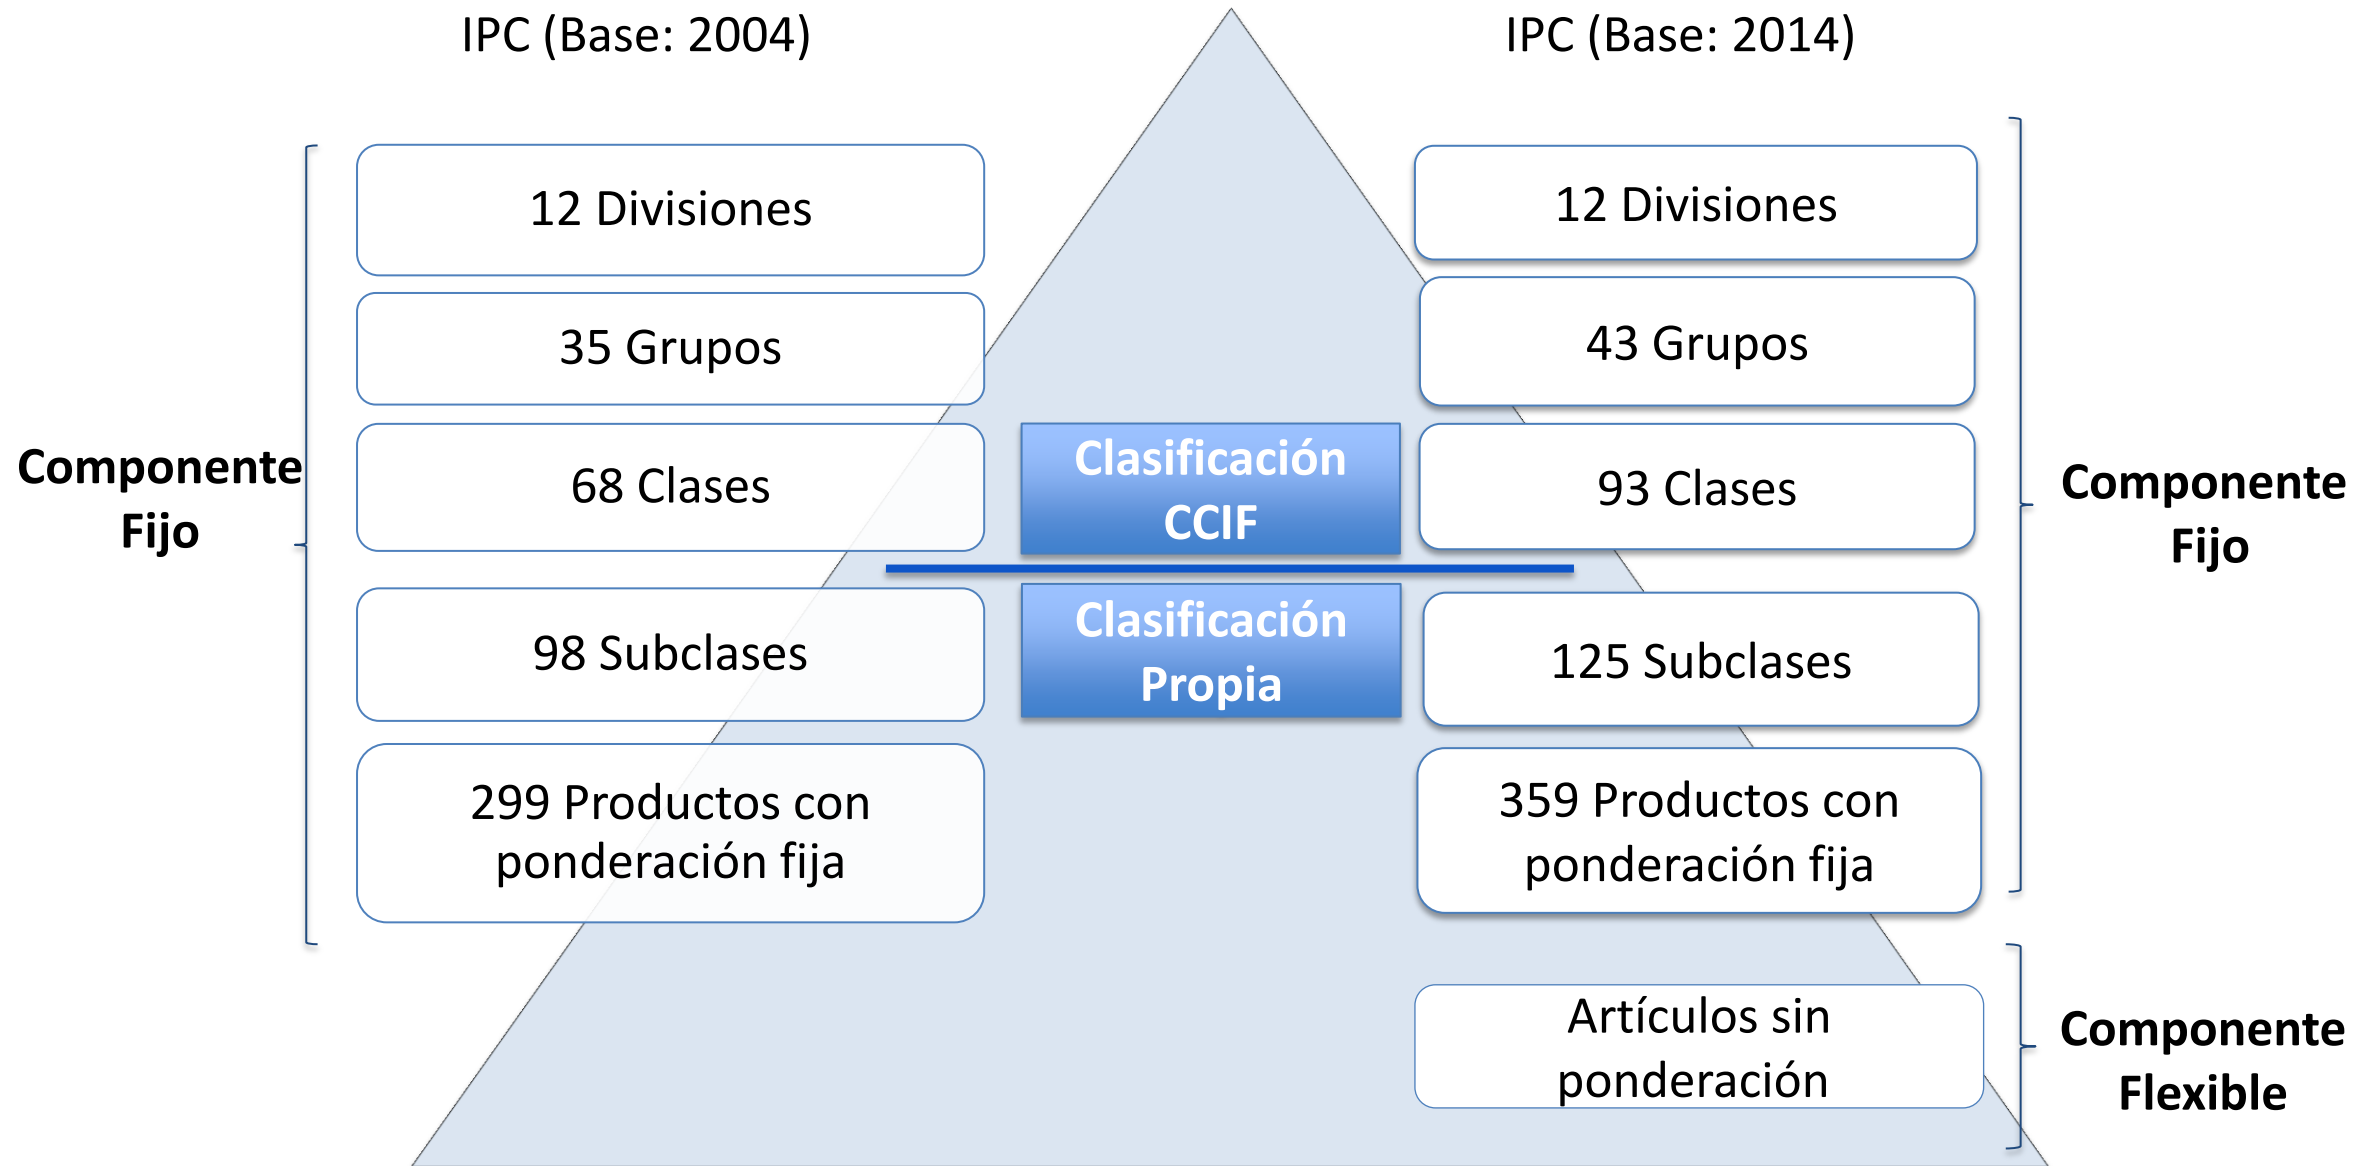 IPC (Base: 2004)
IPC (Base: 2014)
Componente
Fijo
12 Divisiones
35 Grupos
68 Clases
98 Subclases
299 Productos con
ponderación fija
Clasificación
CCIF
Clasificación
Propia
12 Divisiones
43 Grupos
93 Clases
125 Subclases
359 Productos con
ponderación fija
Artículos sin
ponderación
Componente
Fijo
Componente
Flexible